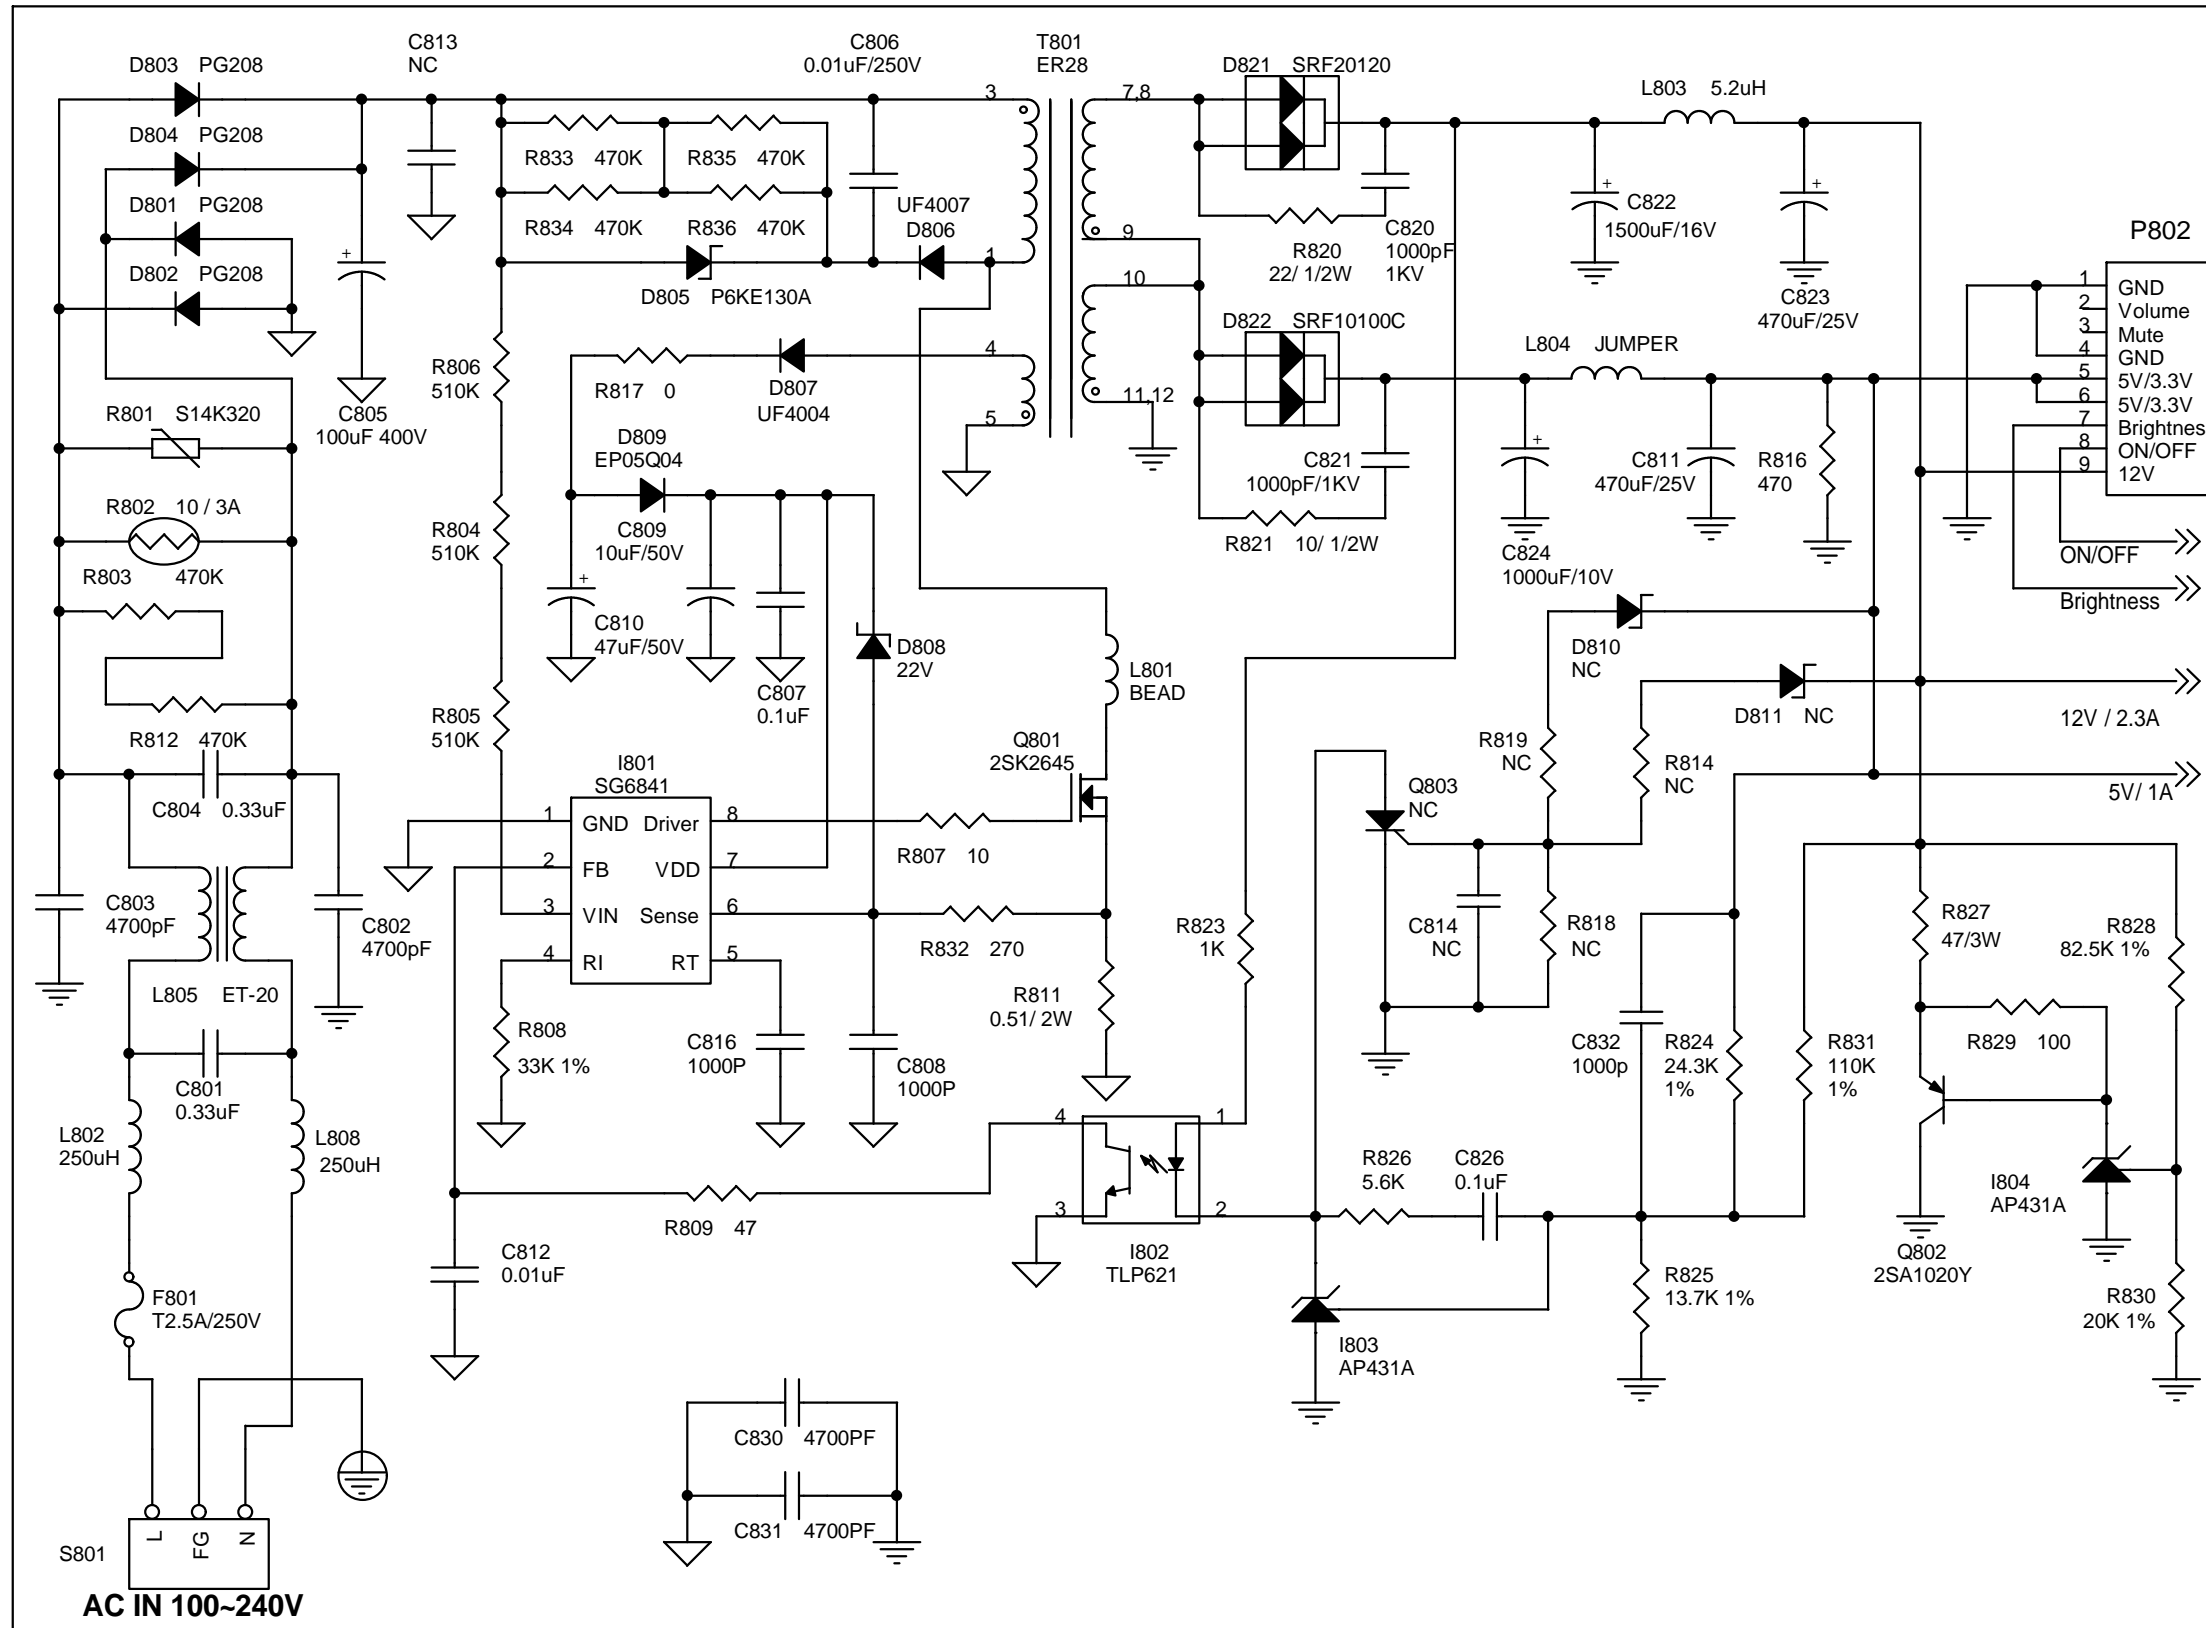 C813
NC
C806
0.01uF/250V
T801
ER28
D821 SRF20120
L803 5.2uH
D803 PG208
3
7,8
D804 PG208
R833 470K R835 470K
D801 PG208
R834 470K R836 470K
UF4007
D806
+
C822
1500uF/16V
+
P802
9
1
C820
1000pF
1KV
R820
22/ 1/2W
D802 PG208
+
D805 P6KE130A
10
C823
470uF/25V
1 GND
2 Volume
3 Mute
4 GND
5 5V/3.3V
6 5V/3.3V
7 Brightnes
8 ON/OFF
9 12V
D822 SRF10100C
L804 JUMPER
R806
510K
4
R817 0
D807
UF4004
11,12
5
R801 S14K320
C805
100uF 400V
D809
EP05Q04
+
C821
1000pF/1KV
C811
470uF/25V
R816
470
R802 10 / 3A
R804
510K
C809
10uF/50V
R821 10/ 1/2W
C824
1000uF/10V
ON/OFF
R803 470K
+
C810
47uF/50V
Brightness
D808
22V
D810
NC
L801
BEAD
C807
0.1uF
R805
510K
D811 NC
12V / 2.3A
R812 470K
Q801
2SK2645
R819
NC
R814
NC
I801
SG6841
Q803
NC
5V/ 1A
C804 0.33uF
1 GND Driver 8
2 FB VDD 7
3 VIN Sense 6
4 RI RT 5
R807 10
C803
4700pF
C802
4700pF
R832 270
R823
1K
C814
NC
R818
NC
R827
47/3W
R828
82.5K 1%
L805 ET-20
R811
0.51/ 2W
R808
33K 1%
C816
1000P
C808
1000P
C832
1000p
R824
24.3K
1%
R831
110K
1%
R829 100
C801
0.33uF
L802
250uH
L808
250uH
4
1
R826
5.6K
C826
0.1uF
I804
AP431A
R809 47
3
2
C812
0.01uF
I802
TLP621
Q802
2SA1020Y
R825
13.7K 1%
R830
20K 1%
F801
T2.5A/250V
I803
AP431A
C830 4700PF
C831 4700PF
S801
L
FG
N
AC IN 100~240V